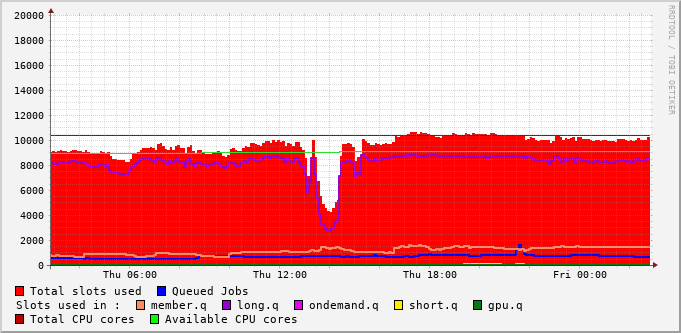 20000
18000
16000
14000
12000
10000
8000
6000
4000
2000
0
Thu 06:00 Thu 12:00 Thu 18:00 Fri 00:00
RRDTOOL / TOBI OETIKER
Total slots used Queued Jobs
Slots used in : member.q long.q ondemand.q short.q gpu.q
Total CPU cores Available CPU cores